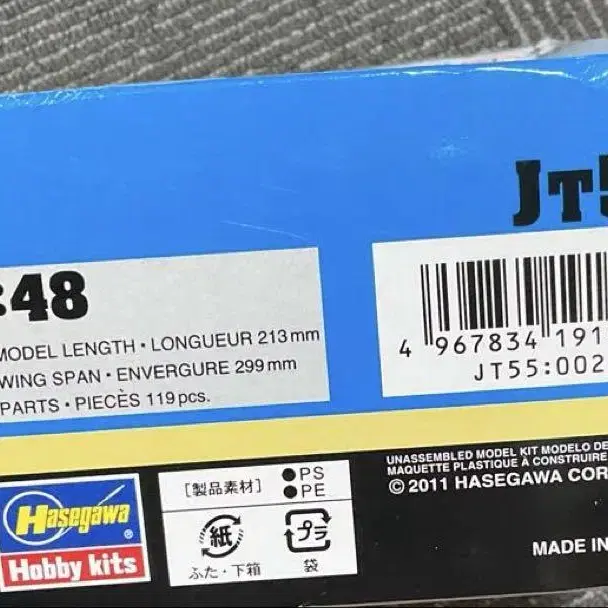 JT5
:48
MODEL LENGTH・LONGUEUR 213mm
WING SPAN・ENVERGURE 299mm
PARTS・PIÈCES 119pcs.
4 967834 191
JT55:002
UNASSEMBLED MODEL KIT MODELO DE
MAQUETTE PLASTIQUE À CONSTRUIRE
© 2011 HASEGAWA COR
[製品素材] ●PS
●PE
紙
プラ
ふた・下箱
袋
Hasegawa®
Hobby kits
MADE IN